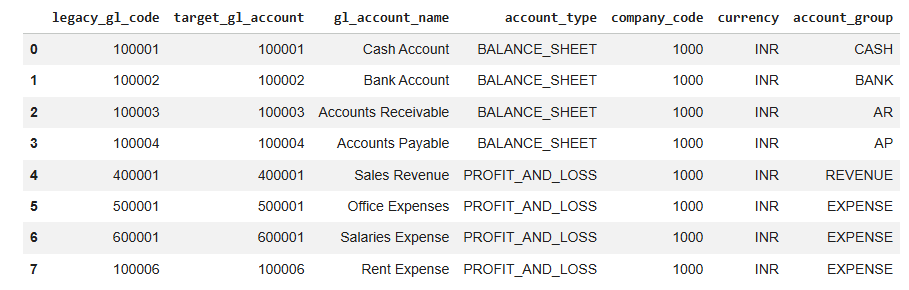 legacy_gl_code target_gl_account gl_account_name account_type company_code currency account_group
0 100001 100001 Cash Account BALANCE_SHEET 1000 INR CASH
1 100002 100002 Bank Account BALANCE_SHEET 1000 INR BANK
2 100003 100003 Accounts Receivable BALANCE_SHEET 1000 INR AR
3 100004 100004 Accounts Payable BALANCE_SHEET 1000 INR AP
4 400001 400001 Sales Revenue PROFIT_AND_LOSS 1000 INR REVENUE
5 500001 500001 Office Expenses PROFIT_AND_LOSS 1000 INR EXPENSE
6 600001 600001 Salaries Expense PROFIT_AND_LOSS 1000 INR EXPENSE
7 100006 100006 Rent Expense PROFIT_AND_LOSS 1000 INR EXPENSE